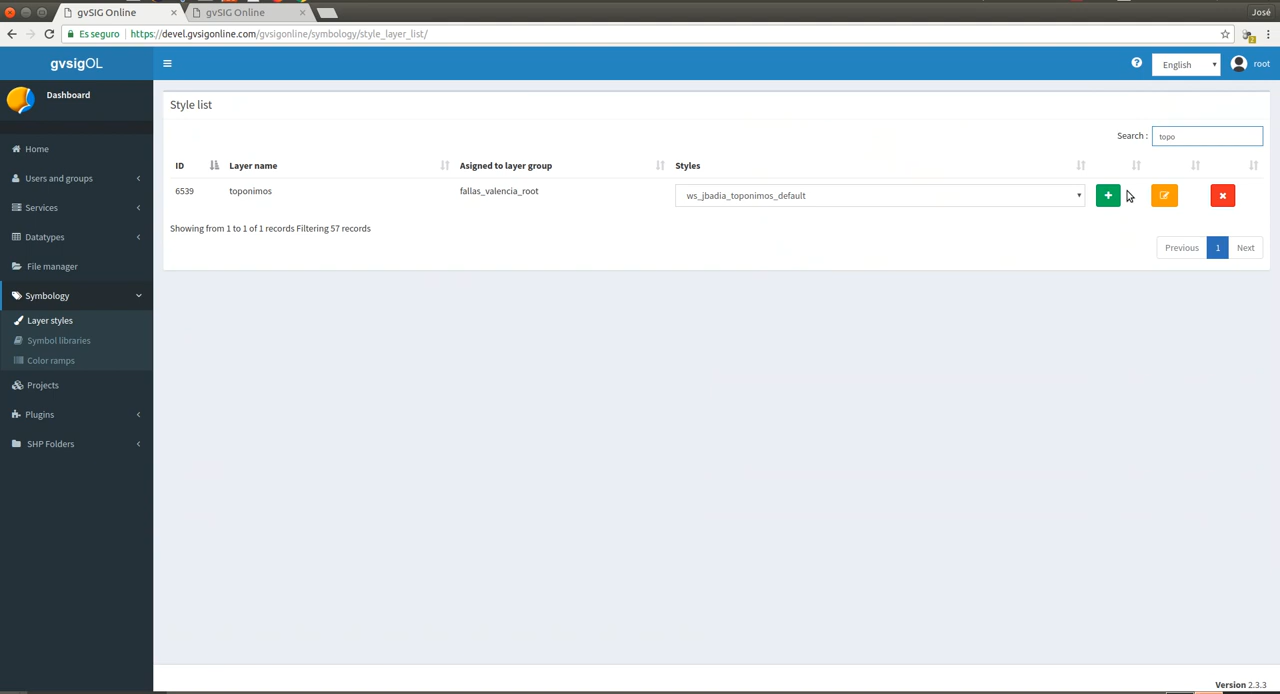 gvSIG Online
gvSIG Online
José
Es seguro
https://devel.gvsigonline.com/gvsigonline/symbology/style_layer_list/
gvsigOL
English
root
Dashboard
Style list
Search :
topo
ID
Layer name
Assigned to layer group
Styles
6539
toponimos
fallas_valencia_root
ws_jbadia_toponimos_default
Showing from 1 to 1 of 1 records Filtering 57 records
Previous
1
Next
Home
Users and groups
Services
Datatypes
File manager
Symbology
Layer styles
Symbol libraries
Color ramps
Projects
Plugins
SHP Folders
Version 2.3.3